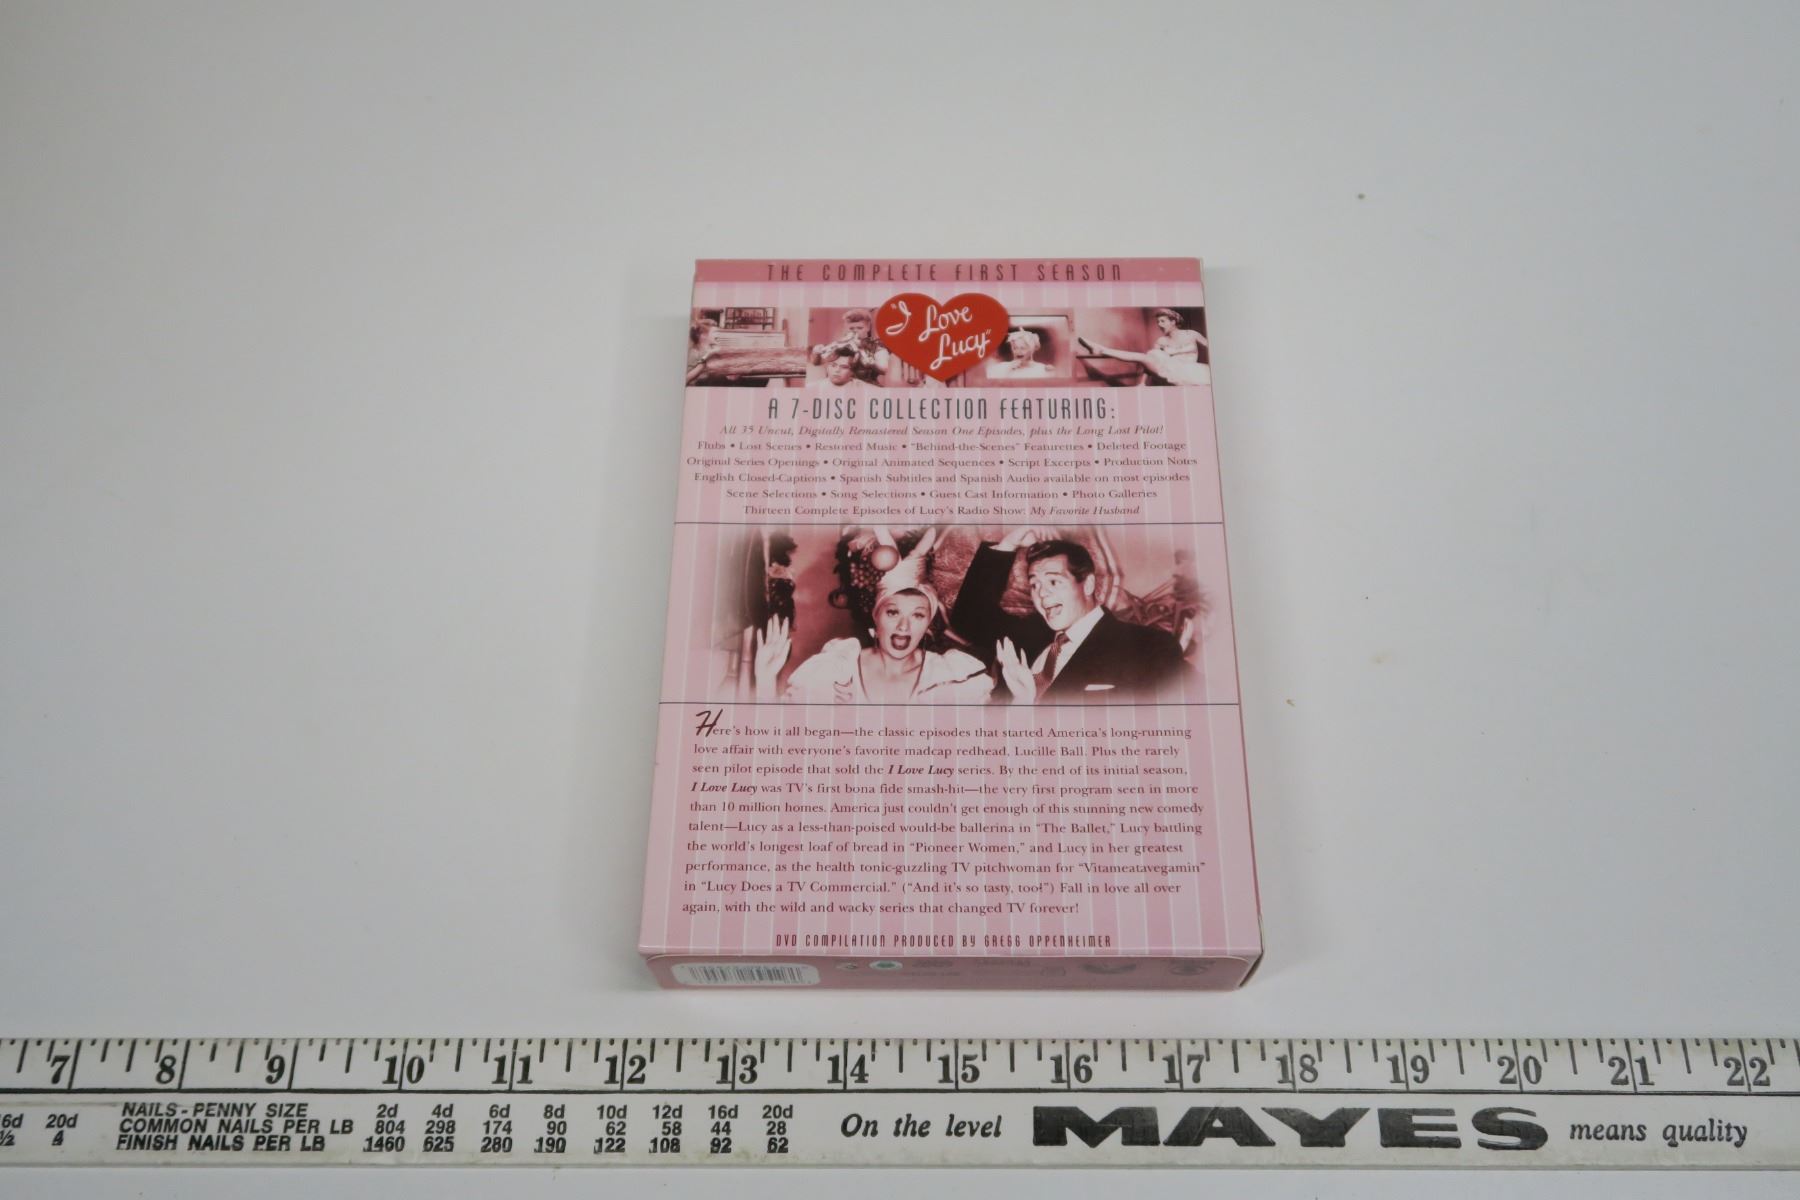 THE COMPLETE FIRST SEASON
"I
Love
Lucy"
A 7-DISC COLLECTION FEATURING:
All 35 Uncut, Digitally Remastered Season One Episodes, plus the Long Lost Pilot!
Flubs • Lost Scenes • Restored Music • "Behind-the-Scenes" Featurettes • Deleted Footage
Original Series Openings • Original Animated Sequences • Script Excerpts • Production Notes
English Closed-Captions • Spanish Subtitles and Spanish Audio available on most episodes
Scene Selections • Song Selections • Guest Cast Information • Photo Galleries
Thirteen Complete Episodes of Lucy's Radio Show: My Favorite Husband
Here's how it all began—the classic episodes that started America's long-running
love affair with everyone's favorite madcap redhead, Lucille Ball. Plus the rarely
seen pilot episode that sold the I Love Lucy series. By the end of its initial season,
I Love Lucy was TV's first bona fide smash-hit—the very first program seen in more
than 10 million homes. America just couldn't get enough of this stunning new comedy
talent—Lucy as a less-than-poised would-be ballerina in "The Ballet," Lucy battling
the world's longest loaf of bread in "Pioneer Women," and Lucy in her greatest
performance, as the health tonic-guzzling TV pitchwoman for "Vitameatavegamin"
in "Lucy Does a TV Commercial." ("And it's so tasty, too!") Fall in love all over
again, with the wild and wacky series that changed TV forever!
DVD COMPILATION PRODUCED BY GREGG OPPENHEIMER
7 8 9 10 11 12 13 14 15 16 17 18 19 20 21 22
6d 20d NAILS-PENNY SIZE 2d 4d 6d 8d 10d 12d 16d 20d
½ 4 COMMON NAILS PER LB 804 298 174 90 62 58 44 28
FINISH NAILS PER LB 1460 625 280 190 122 108 92 62
On the level MAYES means quality